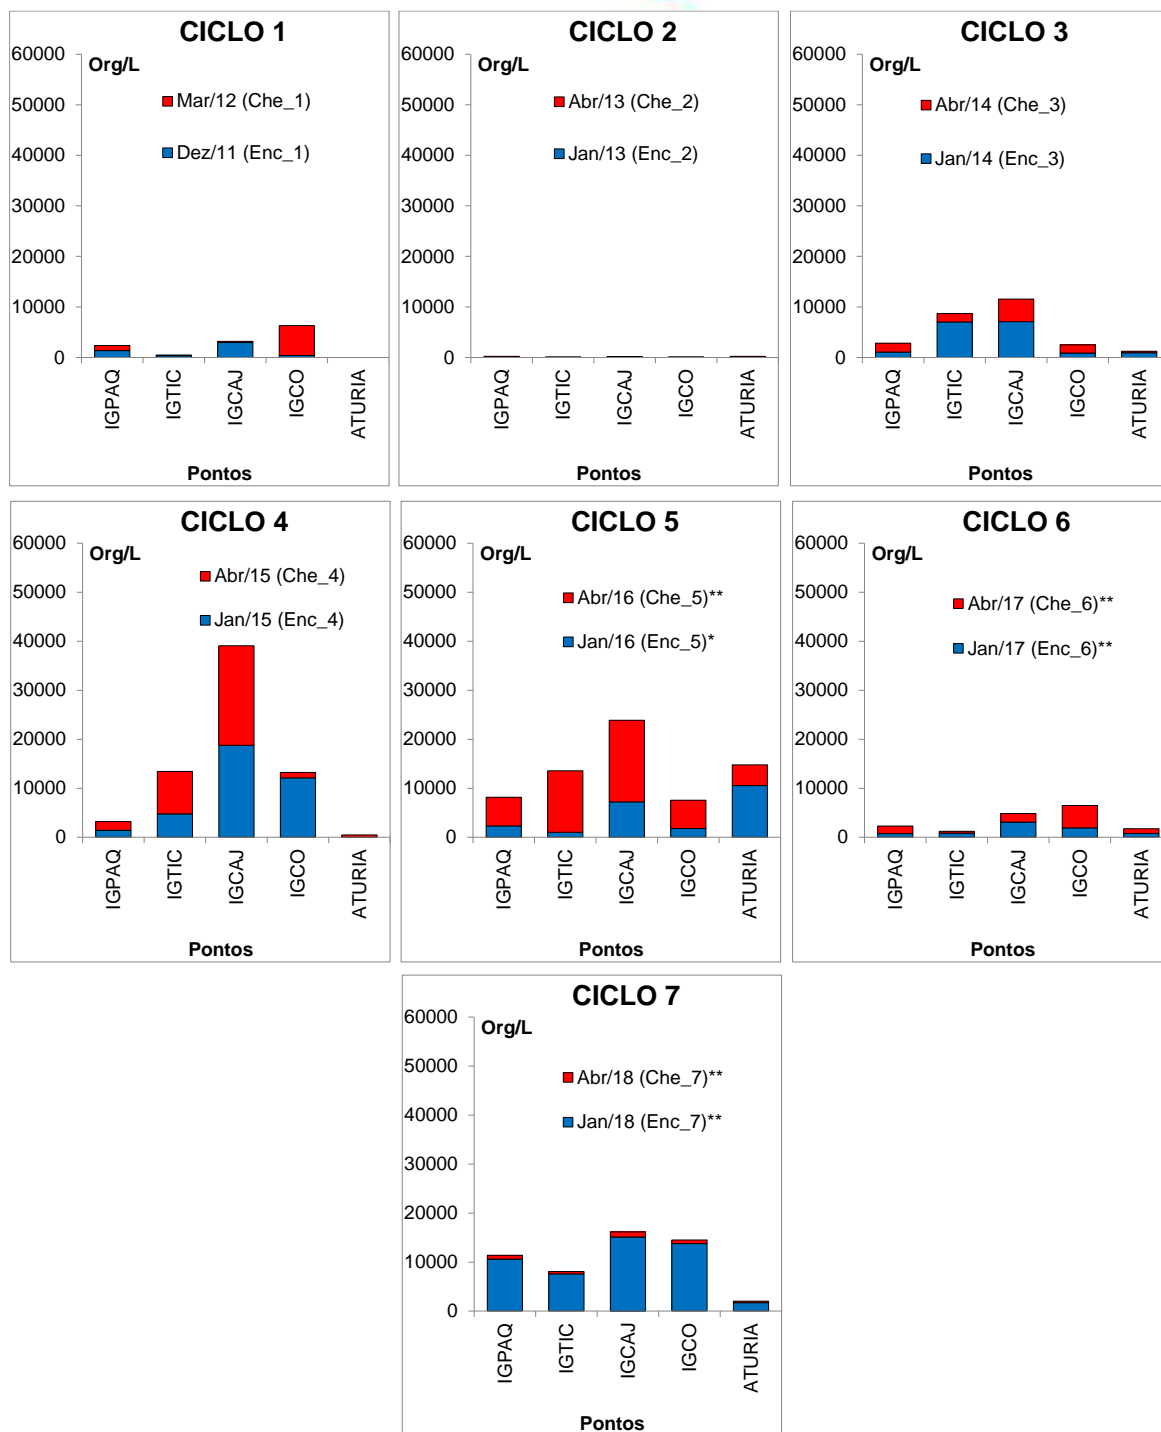 CICLO 1
60000
Org/L
50000
Mar/12 (Che_1)
40000
Dez/11 (Enc_1)
30000
20000
10000
0
IGPAQ
IGTIC
IGCAJ
IGCO
ATURIA
Pontos
CICLO 2
60000
Org/L
50000
Abr/13 (Che_2)
40000
Jan/13 (Enc_2)
30000
20000
10000
0
IGPAQ
IGTIC
IGCAJ
IGCO
ATURIA
Pontos
CICLO 3
60000
Org/L
50000
Abr/14 (Che_3)
40000
Jan/14 (Enc_3)
30000
20000
10000
0
IGPAQ
IGTIC
IGCAJ
IGCO
ATURIA
Pontos
CICLO 4
60000
Org/L
50000
Abr/15 (Che_4)
Jan/15 (Enc_4)
40000
30000
20000
10000
0
IGPAQ
IGTIC
IGCAJ
IGCO
ATURIA
Pontos
CICLO 5
60000
Org/L
50000
Abr/16 (Che_5)**
40000
Jan/16 (Enc_5)*
30000
20000
10000
0
IGPAQ
IGTIC
IGCAJ
IGCO
ATURIA
Pontos
CICLO 6
60000
Org/L
50000
Abr/17 (Che_6)**
40000
Jan/17 (Enc_6)**
30000
20000
10000
0
IGPAQ
IGTIC
IGCAJ
IGCO
ATURIA
Pontos
CICLO 7
60000
Org/L
50000
Abr/18 (Che_7)**
40000
Jan/18 (Enc_7)**
30000
20000
10000
0
IGPAQ
IGTIC
IGCAJ
IGCO
ATURIA
Pontos